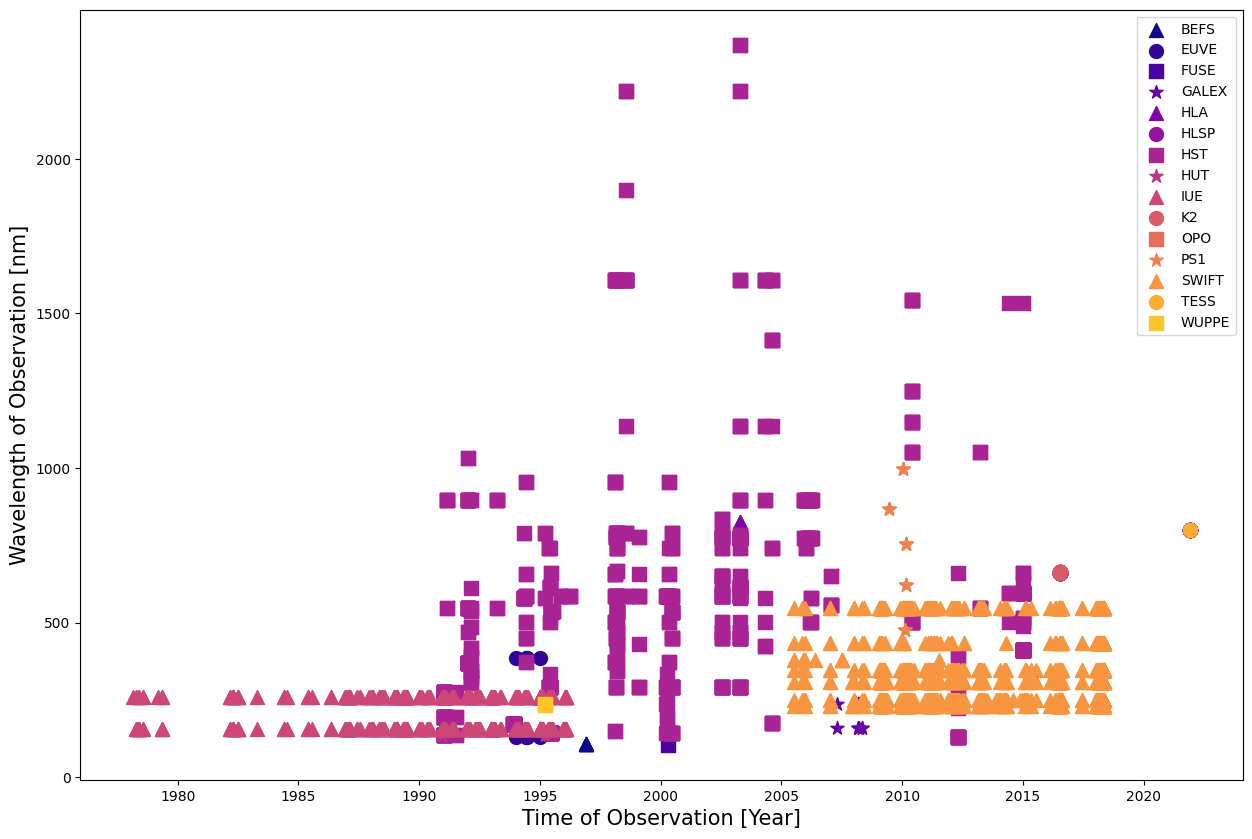 BEFS
EUVE
FUSE
GALEX
HLA
HLSP
HST
HUT
IUE
K2
OPO
PS1
SWIFT
TESS
WUPPE
2000
1500
1000
500
0
Wavelength of Observation [nm]
1980
1985
1990
1995
2000
2005
2010
2015
2020
Time of Observation [Year]